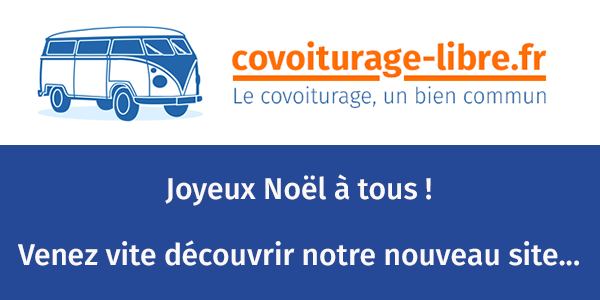 covoiturage-libre.fr
Le covoiturage, un bien commun
Joyeux Noël à tous !
Venez vite découvrir notre nouveau site...